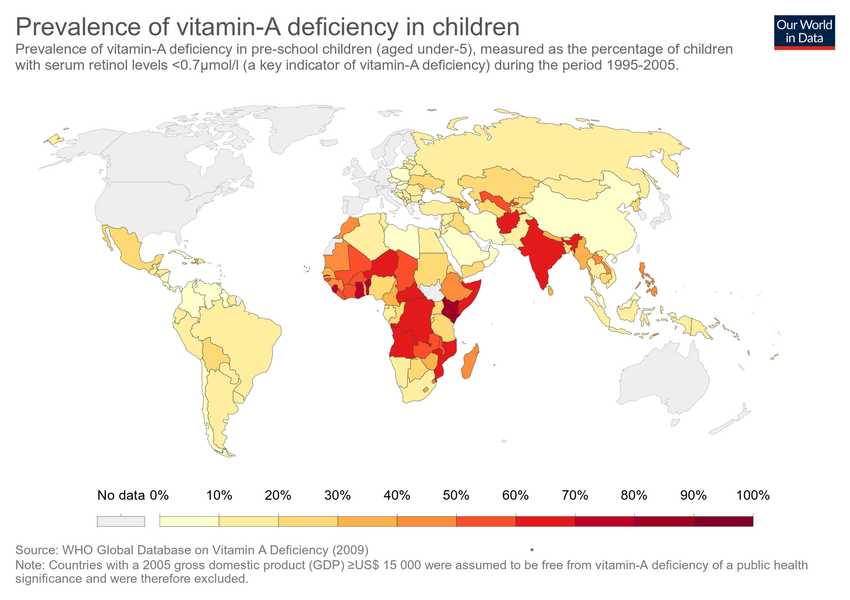 Prevalence of vitamin-A deficiency in children
Our World
in Data
Prevalence of vitamin-A deficiency in pre-school children (aged under-5), measured as the percentage of children
with serum retinol levels <0.7µmol/l (a key indicator of vitamin-A deficiency) during the period 1995-2005.
No data 0% 10% 20% 30% 40% 50% 60% 70% 80% 90% 100%
Source: WHO Global Database on Vitamin A Deficiency (2009) •
Note: Countries with a 2005 gross domestic product (GDP) ≥US$ 15 000 were assumed to be free from vitamin-A deficiency of a public health
significance and were therefore excluded.